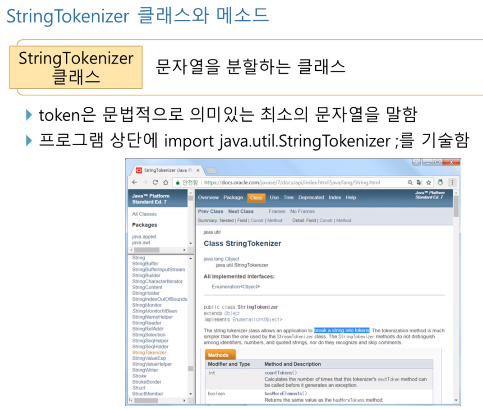 StringTokenizer 클래스와 메소드
StringTokenizer
클래스
문자열을 분할하는 클래스
token은 문법적으로 의미있는 최소의 문자열을 말함
프로그램 상단에 import java.util.StringTokenizer ;를 기술함
StringTokenizer (Java Pl
안전함 | https://docs.oracle.com/javase/7/docs/api/index.html?java/lang/String.html
Java™ Platform
Standard Ed. 7
Overview Package Class Use Tree Deprecated Index Help
Java™ Platform
Standard Ed. 7
All Classes
Packages
java.applet
java.awt
Prev Class Next Class Frames No Frames
Summary: Nested | Field | Constr | Method Detail: Field | Constr | Method
java.util
Class StringTokenizer
java.lang.Object
java.util.StringTokenizer
All Implemented Interfaces:
Enumeration<Object>
String
StringBuffer
StringBufferInputStream
StringBuilder
StringCharacterIterator
StringContent
StringHolder
StringIndexOutOfBounds
StringMonitor
StringMonitorMBean
StringNameHelper
StringReader
StringRefAddr
StringSelection
StringSeqHelper
StringSeqHolder
StringTokenizer
StringValueExp
StringValueHelper
StringWriter
Stroke
StrokeBorder
Struct
StructMember
public class StringTokenizer
extends Object
implements Enumeration<Object>
The string tokenizer class allows an application to break a string into tokens. The tokenization method is much
simpler than the one used by the StreamTokenizer class. The StringTokenizer methods do not distinguish
among identifiers, numbers, and quoted strings, nor do they recognize and skip comments.
Methods
Modifier and Type Method and Description
int countTokens()
Calculates the number of times that this tokenizer's nextToken method can
be called before it generates an exception.
boolean hasMoreElements()
Returns the same value as the hasMoreTokens method.